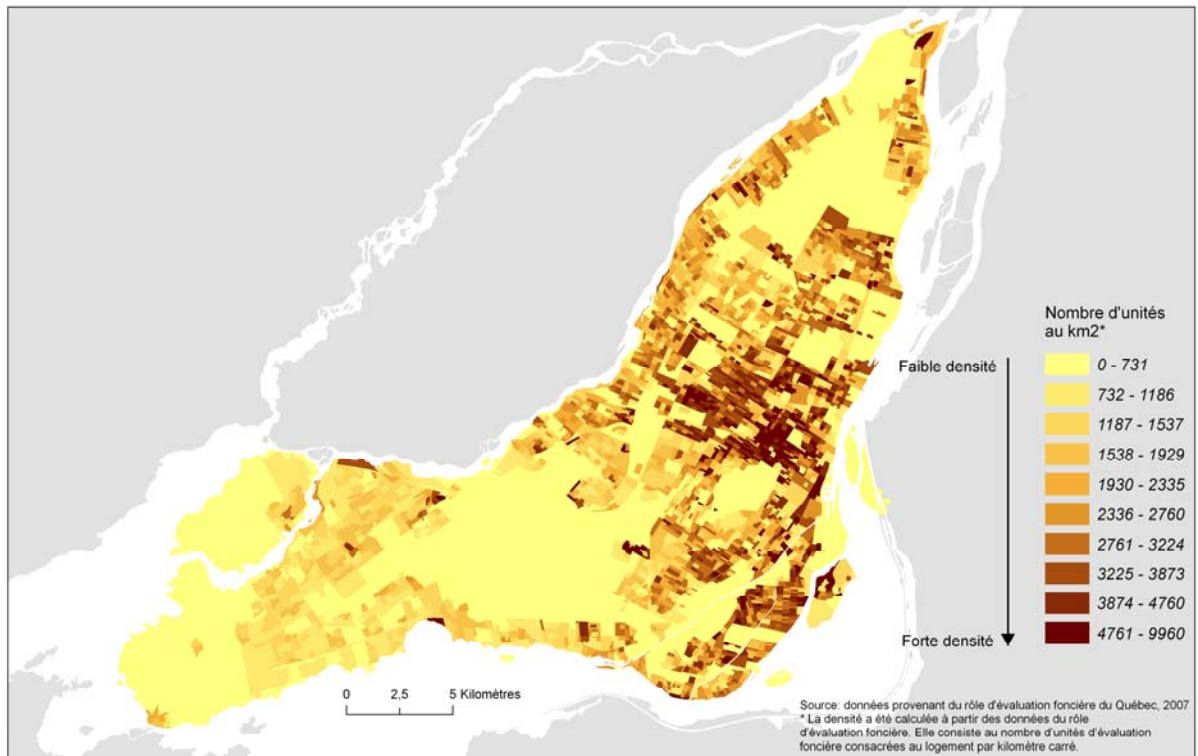 Nombre d'unités
au km2*
Faible densité
0 - 731
732 - 1186
1187 - 1537
1538 - 1929
1930 - 2335
2336 - 2760
2761 - 3224
3225 - 3873
3874 - 4760
4761 - 9960
Forte densité
0 2,5 5 Kilomètres
Source: données provenant du rôle d'évaluation foncière du Québec, 2007
* La densité a été calculée à partir des données du rôle
d'évaluation foncière. Elle consiste au nombre d'unités d'évaluation
foncière consacrées au logement par kilomètre carré.